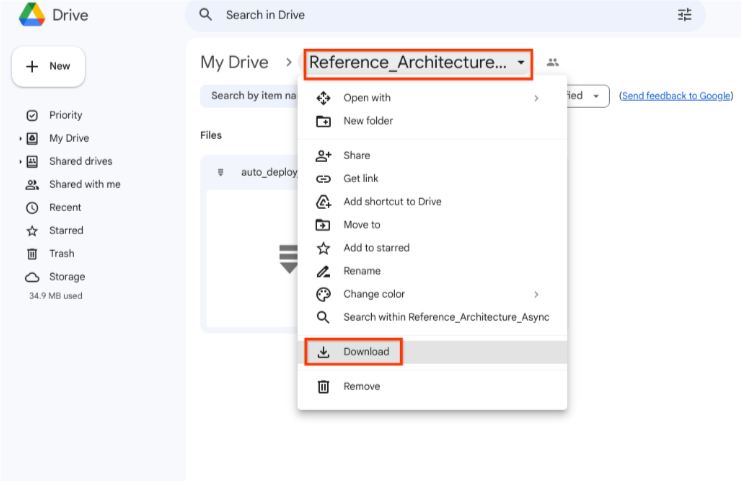 Drive
Search in Drive
New
Priority
My Drive
Shared drives
Shared with me
Recent
Starred
Trash
Storage
34.9 MB used
My Drive > Reference_Architecture...
Search by item na
fied
(Send feedback to Google)
Files
auto_deploy
Open with
New folder
Share
Get link
Add shortcut to Drive
Move to
Add to starred
Rename
Change color
Search within Reference_Architecture_Async
Download
Remove